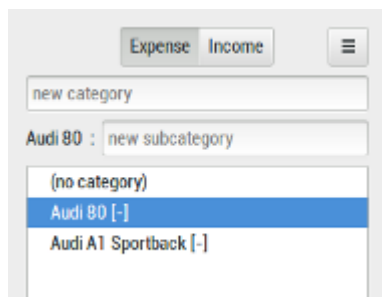 Expense Income
new category
Audi 80 : new subcategory
(no category)
Audi 80 [-]
Audi A1 Sportback [-]